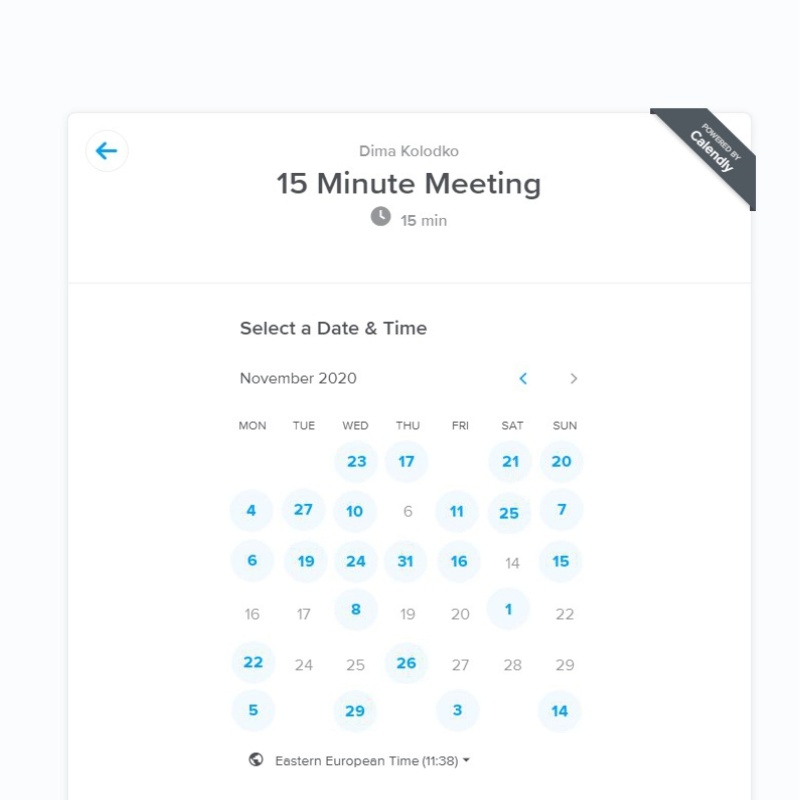 POWERED BY
Calendly
Dima Kolodko
15 Minute Meeting
15 min
Select a Date & Time
November 2020
MON TUE WED THU FRI SAT SUN
23 17 21 20
4 27 10 6 11 25 7
6 19 24 31 16 14 15
16 17 8 19 20 1 22
22 24 25 26 27 28 29
5 29 3 14
Eastern European Time (11:38)